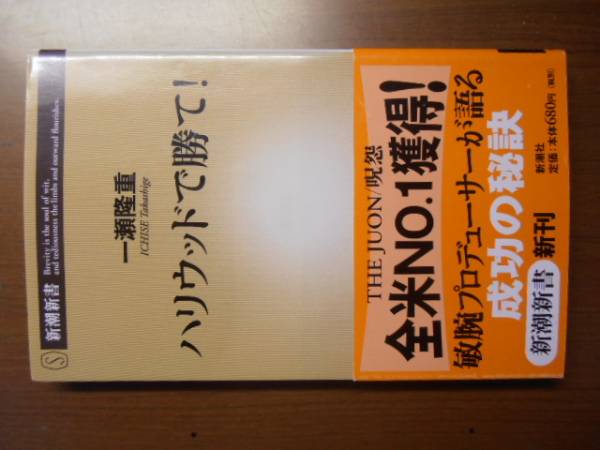 Brevity is the soul of wit,
and tediousness the limbs and outward flourishes.
S
新潮新書
一瀬隆重
ICHISE Takashige
ハリウッドで勝て！
THE JUON/呪怨
全米NO.1獲得！
敏腕プロデューサーが語る
成功の秘訣
新潮新書 新刊
新潮社
定価：本体680円（税別）